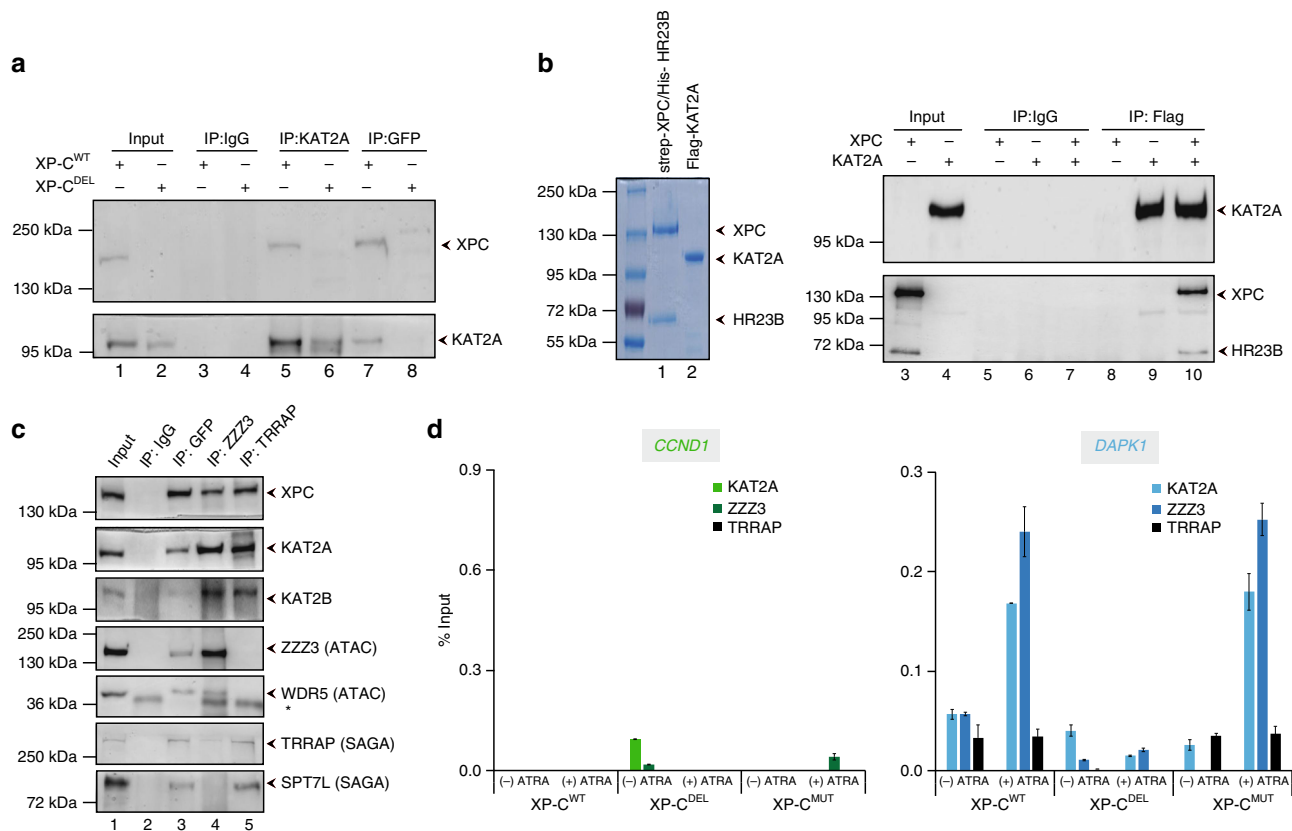 a
Input IP:IgG IP:KAT2A IP:GFP
XP-C^WT + – + – + – + –
XP-C^DEL – + – + – + – +
250 kDa
XPC
130 kDa
95 kDa
KAT2A
1 2 3 4 5 6 7 8
b
strep-XPC/His- HR23B
Flag-KAT2A
250 kDa
130 kDa
95 kDa
72 kDa
55 kDa
XPC
KAT2A
HR23B
1 2
Input IP:IgG IP: Flag
XPC + – + – + + – +
KAT2A – + – + + – + +
KAT2A
95 kDa
130 kDa
95 kDa
72 kDa
XPC
HR23B
3 4 5 6 7 8 9 10
c
Input
IP: IgG
IP: GFP
IP: ZZZ3
IP: TRRAP
XPC
130 kDa
KAT2A
95 kDa
KAT2B
95 kDa
250 kDa
ZZZ3 (ATAC)
130 kDa
WDR5 (ATAC)
36 kDa
*
TRRAP (SAGA)
250 kDa
SPT7L (SAGA)
72 kDa
1 2 3 4 5
d
CCND1
KAT2A
ZZZ3
TRRAP
% Input
0.9
0.6
0.3
0.0
(–) ATRA (+) ATRA (–) ATRA (+) ATRA (–) ATRA (+) ATRA
XP-C^WT XP-C^DEL XP-C^MUT
DAPK1
KAT2A
ZZZ3
TRRAP
0.3
0.2
0.1
0.0
(–) ATRA (+) ATRA (–) ATRA (+) ATRA (–) ATRA (+) ATRA
XP-C^WT XP-C^DEL XP-C^MUT